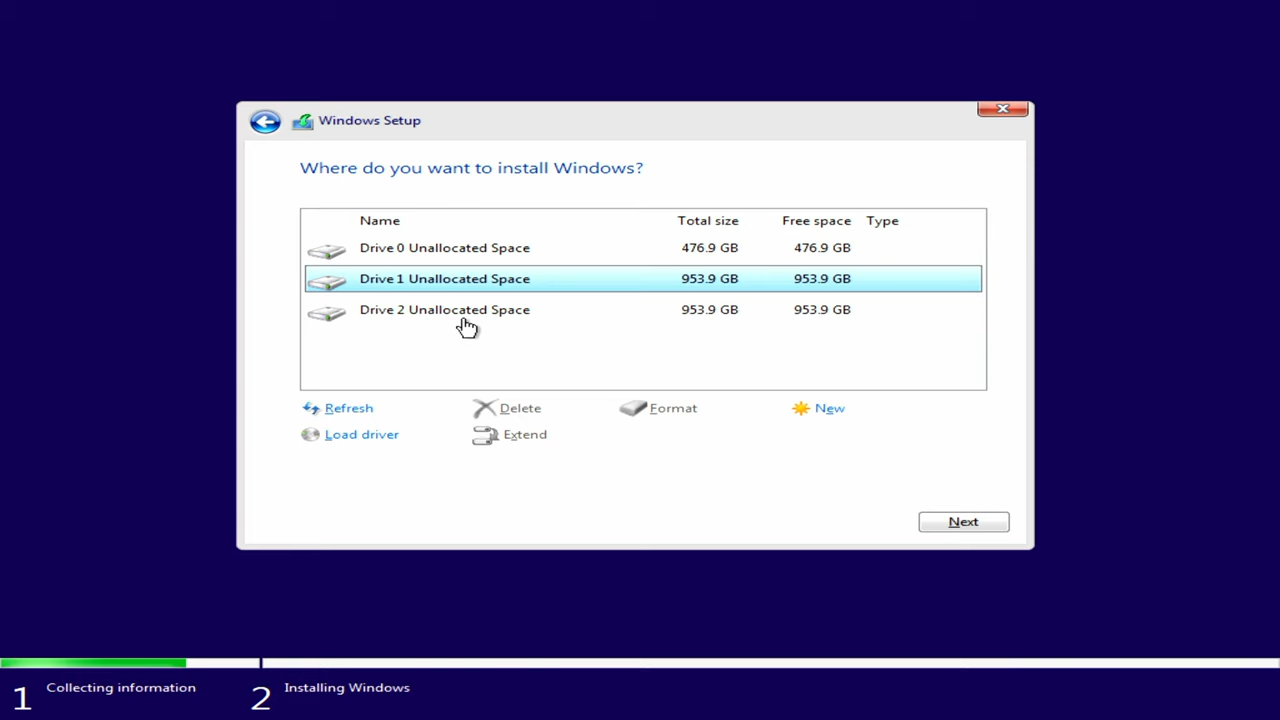 Windows Setup
Where do you want to install Windows?
Name Total size Free space Type
Drive 0 Unallocated Space 476.9 GB 476.9 GB
Drive 1 Unallocated Space 953.9 GB 953.9 GB
Drive 2 Unallocated Space 953.9 GB 953.9 GB
Refresh Delete Format New
Load driver Extend
Next
1 Collecting information 2 Installing Windows